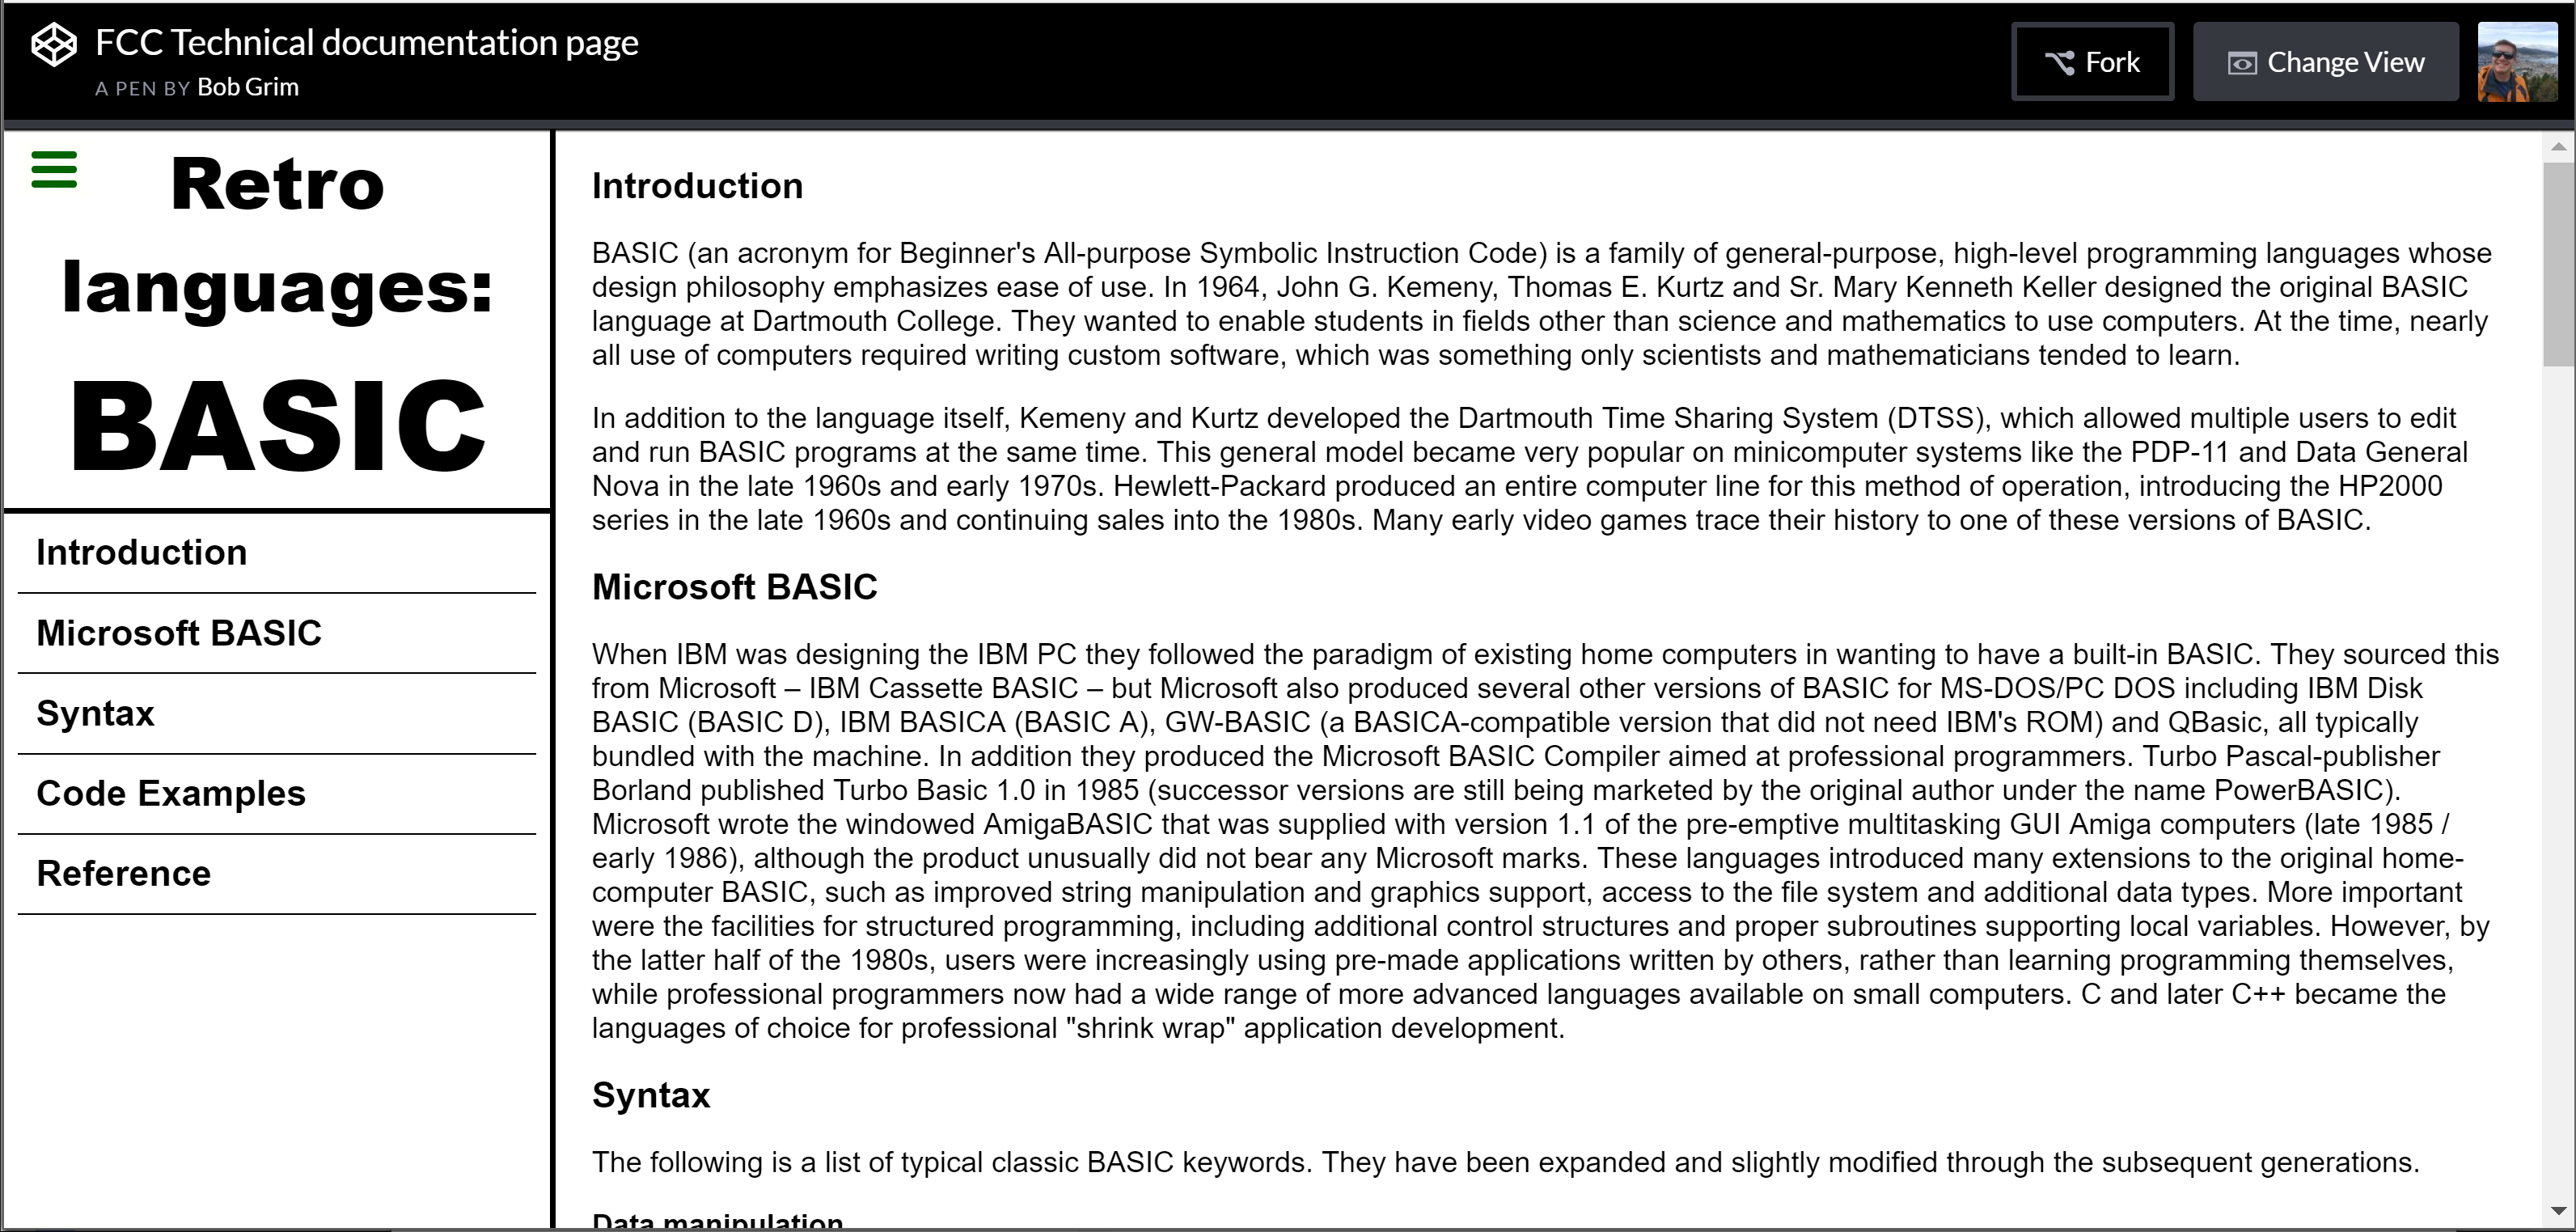 FCC Technical documentation page
A PEN BY Bob Grim
Fork
Change View
Retro
languages:
BASIC
Introduction
Microsoft BASIC
Syntax
Code Examples
Reference
Introduction
BASIC (an acronym for Beginner's All-purpose Symbolic Instruction Code) is a family of general-purpose, high-level programming languages whose
design philosophy emphasizes ease of use. In 1964, John G. Kemeny, Thomas E. Kurtz and Sr. Mary Kenneth Keller designed the original BASIC
language at Dartmouth College. They wanted to enable students in fields other than science and mathematics to use computers. At the time, nearly
all use of computers required writing custom software, which was something only scientists and mathematicians tended to learn.
In addition to the language itself, Kemeny and Kurtz developed the Dartmouth Time Sharing System (DTSS), which allowed multiple users to edit
and run BASIC programs at the same time. This general model became very popular on minicomputer systems like the PDP-11 and Data General
Nova in the late 1960s and early 1970s. Hewlett-Packard produced an entire computer line for this method of operation, introducing the HP2000
series in the late 1960s and continuing sales into the 1980s. Many early video games trace their history to one of these versions of BASIC.
Microsoft BASIC
When IBM was designing the IBM PC they followed the paradigm of existing home computers in wanting to have a built-in BASIC. They sourced this
from Microsoft – IBM Cassette BASIC – but Microsoft also produced several other versions of BASIC for MS-DOS/PC DOS including IBM Disk
BASIC (BASIC D), IBM BASICA (BASIC A), GW-BASIC (a BASICA-compatible version that did not need IBM's ROM) and QBasic, all typically
bundled with the machine. In addition they produced the Microsoft BASIC Compiler aimed at professional programmers. Turbo Pascal-publisher
Borland published Turbo Basic 1.0 in 1985 (successor versions are still being marketed by the original author under the name PowerBASIC).
Microsoft wrote the windowed AmigaBASIC that was supplied with version 1.1 of the pre-emptive multitasking GUI Amiga computers (late 1985 /
early 1986), although the product unusually did not bear any Microsoft marks. These languages introduced many extensions to the original home-
computer BASIC, such as improved string manipulation and graphics support, access to the file system and additional data types. More important
were the facilities for structured programming, including additional control structures and proper subroutines supporting local variables. However, by
the latter half of the 1980s, users were increasingly using pre-made applications written by others, rather than learning programming themselves,
while professional programmers now had a wide range of more advanced languages available on small computers. C and later C++ became the
languages of choice for professional "shrink wrap" application development.
Syntax
The following is a list of typical classic BASIC keywords. They have been expanded and slightly modified through the subsequent generations.
Data manipulation